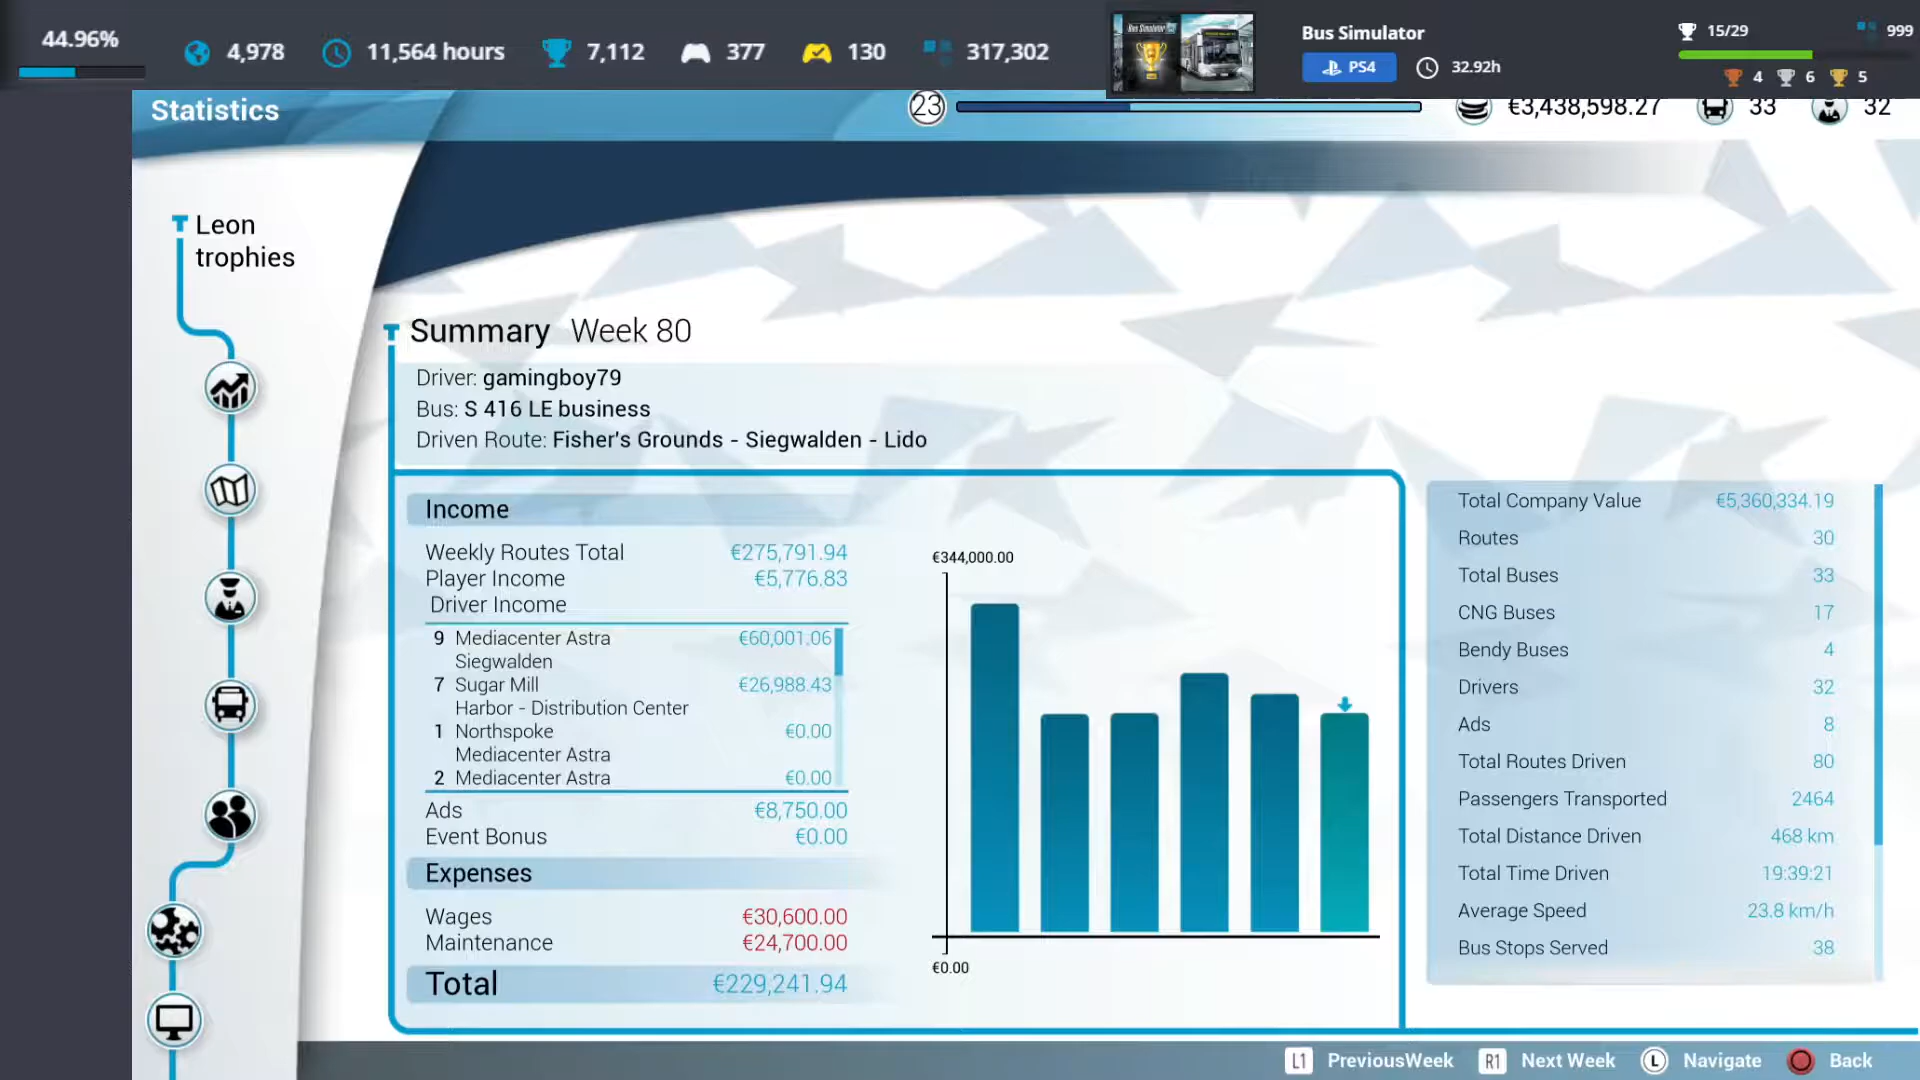 44.96%
4,978
11,564 hours
7,112
377
130
317,302
Bus Simulator
Bus Simulator
PS4
32.92h
15/29
999
4
6
5
Statistics
23
€3,438,598.27
33
32
Leon
trophies
Summary Week 80
Driver: gamingboy79
Bus: S 416 LE business
Driven Route: Fisher's Grounds - Siegwalden - Lido
Income
Weekly Routes Total €275,791.94
Player Income €5,776.83
Driver Income
9 Mediacenter Astra €60,001.06
Siegwalden
7 Sugar Mill €26,988.43
Harbor - Distribution Center
1 Northspoke €0.00
Mediacenter Astra
2 Mediacenter Astra €0.00
Ads €8,750.00
Event Bonus €0.00
Expenses
Wages €30,600.00
Maintenance €24,700.00
Total €229,241.94
€344,000.00
€0.00
Total Company Value €5,360,334.19
Routes 30
Total Buses 33
CNG Buses 17
Bendy Buses 4
Drivers 32
Ads 8
Total Routes Driven 80
Passengers Transported 2464
Total Distance Driven 468 km
Total Time Driven 19:39:21
Average Speed 23.8 km/h
Bus Stops Served 38
L1 PreviousWeek R1 Next Week L Navigate Back